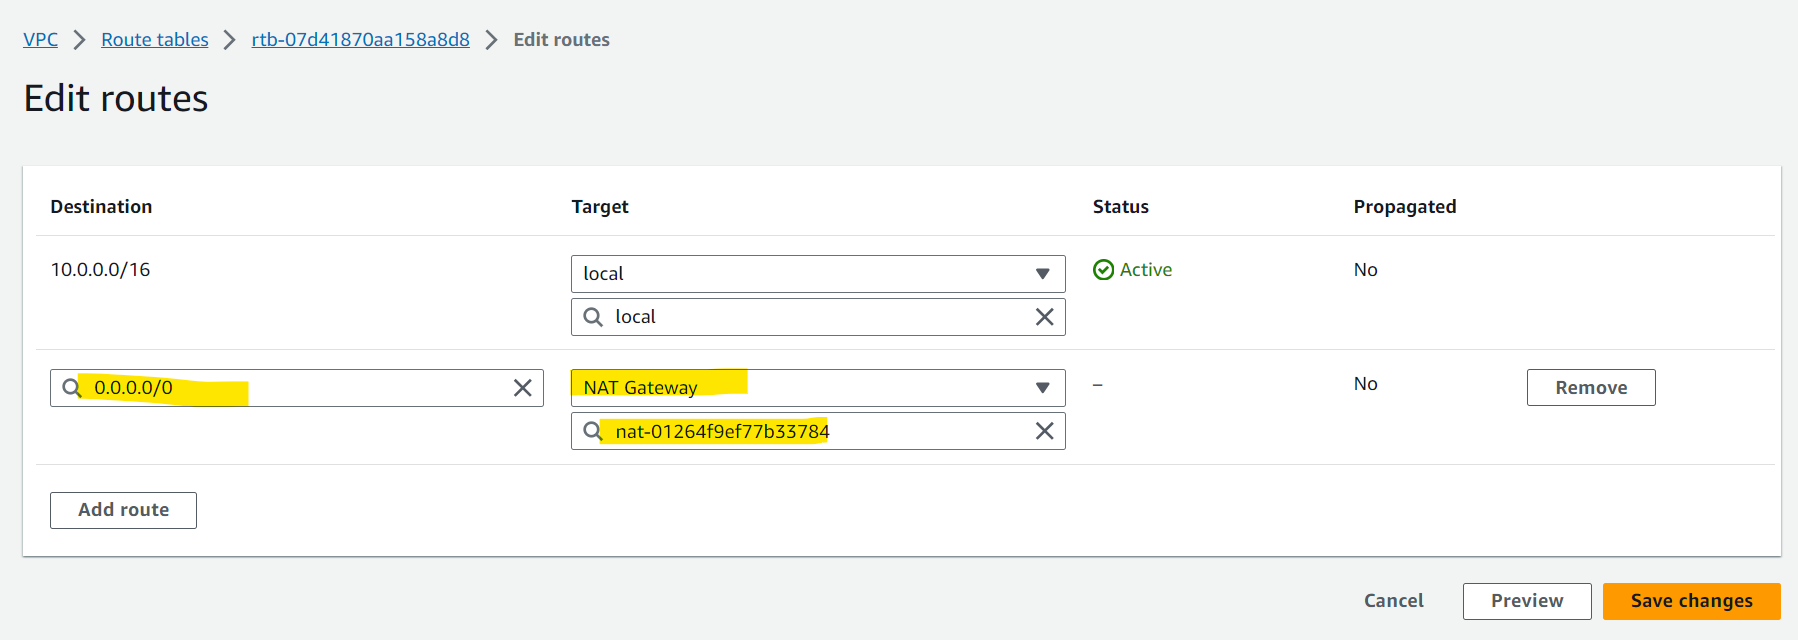 VPC > Route tables > rtb-07d41870aa158a8d8 > Edit routes
Edit routes
Destination Target Status Propagated
10.0.0.0/16 local Active No
local
0.0.0.0/0 NAT Gateway – No Remove
nat-01264f9ef77b33784
Add route
Cancel Preview Save changes